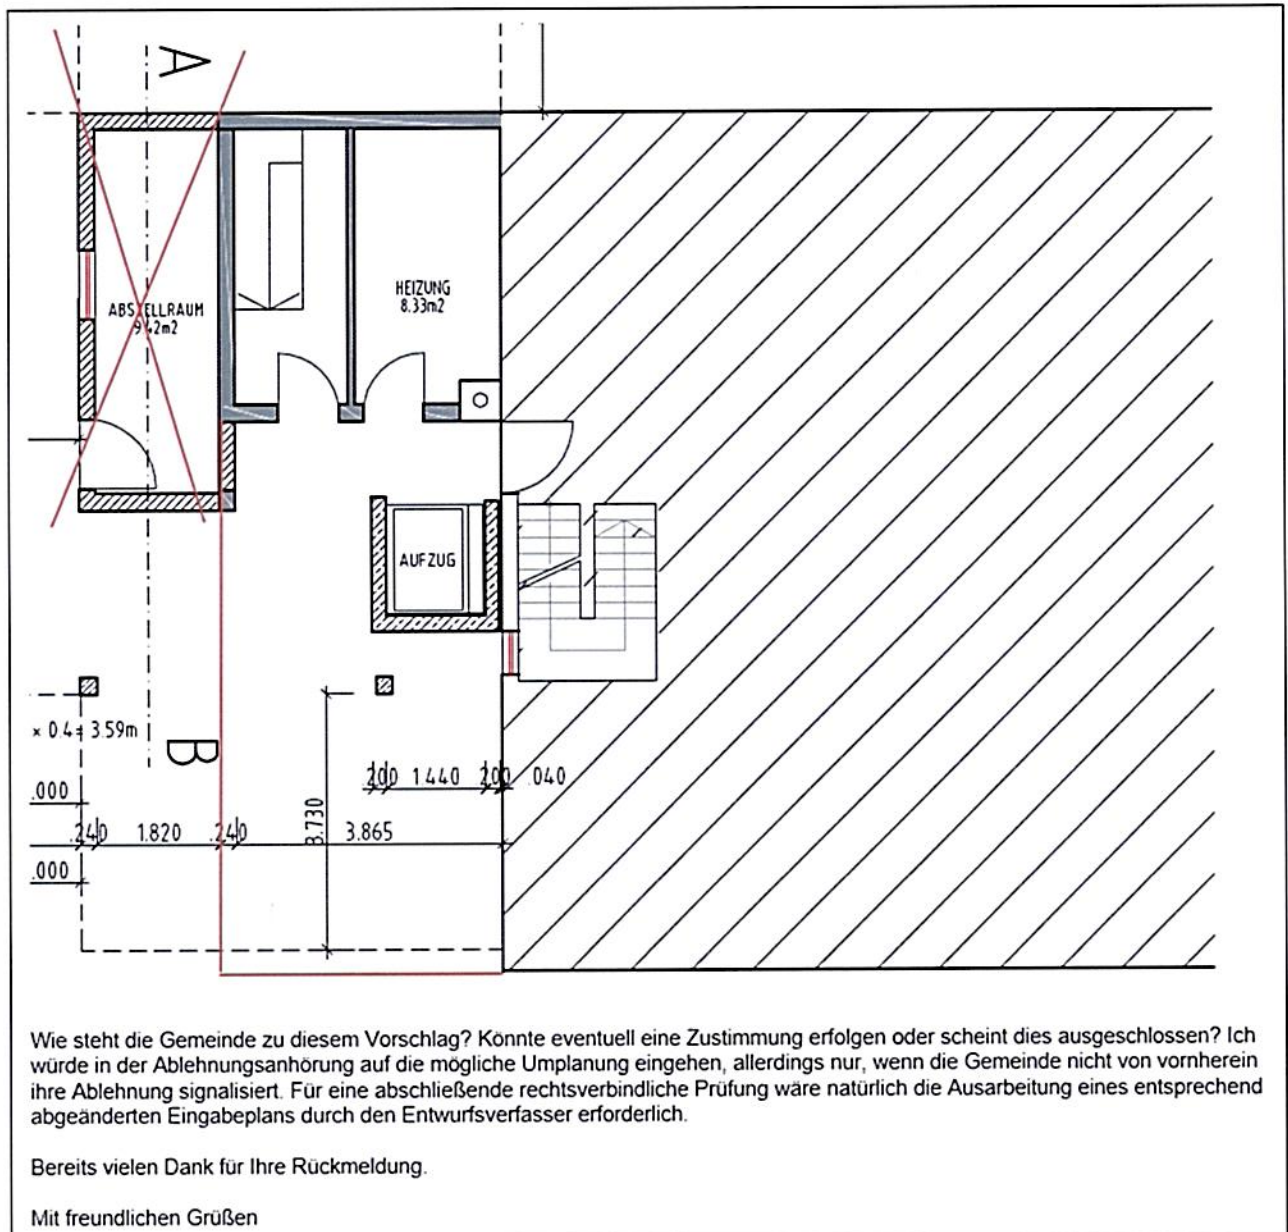 A
HEIZUNG
8.33m2
ABSTELLRAUM
9.42m2
AUFZUG
× 0.4= 3.59m
B
.200 1.440 .200 .040
.000
3.730
.240 1.820 .240 3.865
.000
Wie steht die Gemeinde zu diesem Vorschlag? Könnte eventuell eine Zustimmung erfolgen oder scheint dies ausgeschlossen? Ich
würde in der Ablehnungsanhörung auf die mögliche Umplanung eingehen, allerdings nur, wenn die Gemeinde nicht von vornherein
ihre Ablehnung signalisiert. Für eine abschließende rechtsverbindliche Prüfung wäre natürlich die Ausarbeitung eines entsprechend
abgeänderten Eingabeplans durch den Entwurfsverfasser erforderlich.
Bereits vielen Dank für Ihre Rückmeldung.
Mit freundlichen Grüßen